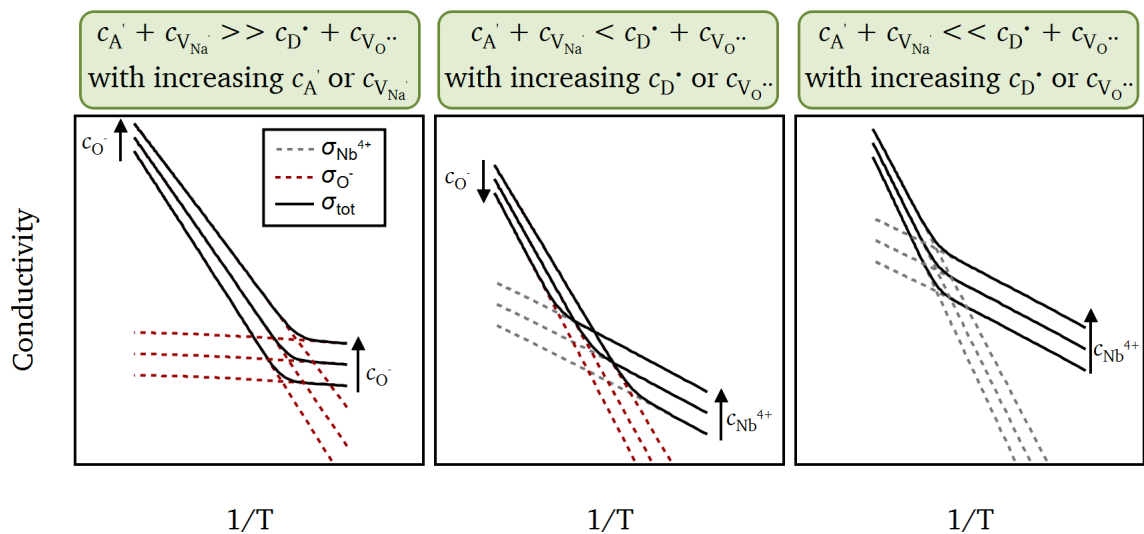 c_A' + c_V_Na' >> c_D• + c_V_O••
with increasing c_A' or c_V_Na'
c_A' + c_V_Na' < c_D• + c_V_O••
with increasing c_D• or c_V_O••
c_A' + c_V_Na' << c_D• + c_V_O••
with increasing c_D• or c_V_O••
Conductivity
c_O-
σ_Nb4+
σ_O-
σ_tot
c_O-
c_O-
c_Nb4+
c_Nb4+
1/T
1/T
1/T